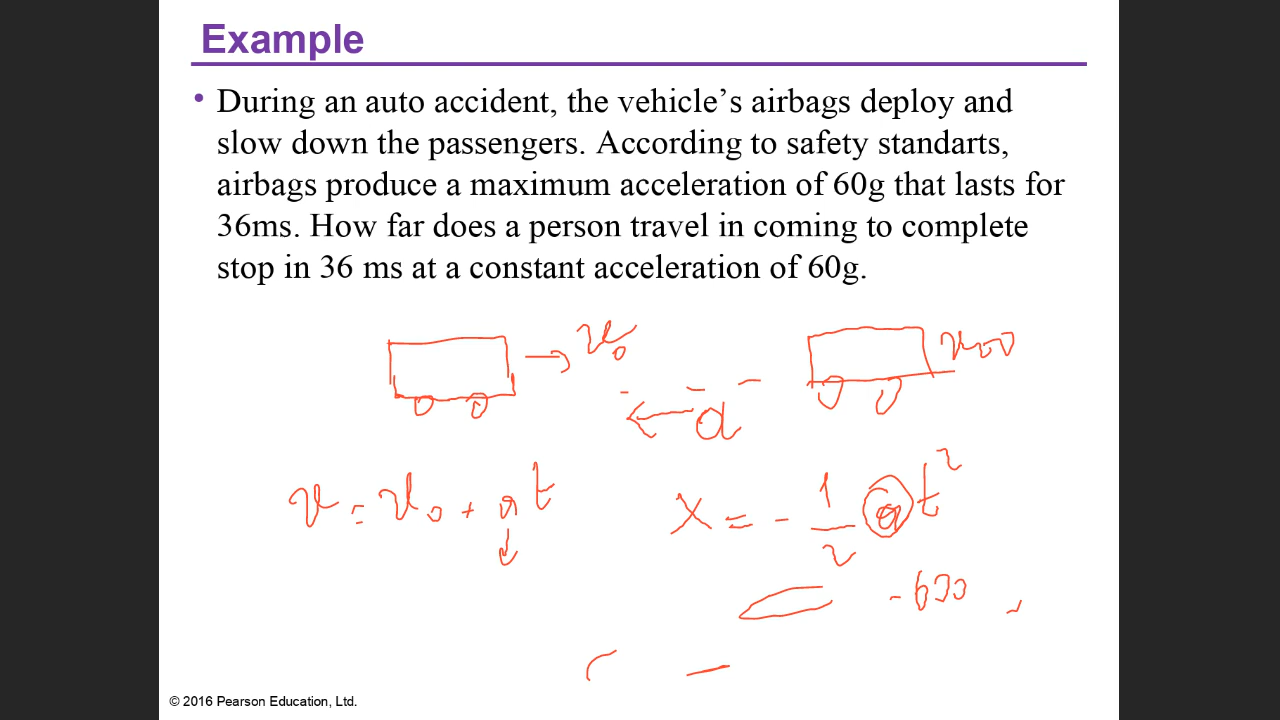 Example
• During an auto accident, the vehicle's airbags deploy and
slow down the passengers. According to safety standarts,
airbags produce a maximum acceleration of 60g that lasts for
36ms. How far does a person travel in coming to complete
stop in 36 ms at a constant acceleration of 60g.
v₀
a
v = v₀ + at
x = - 1/2 a t²
- 600
© 2016 Pearson Education, Ltd.